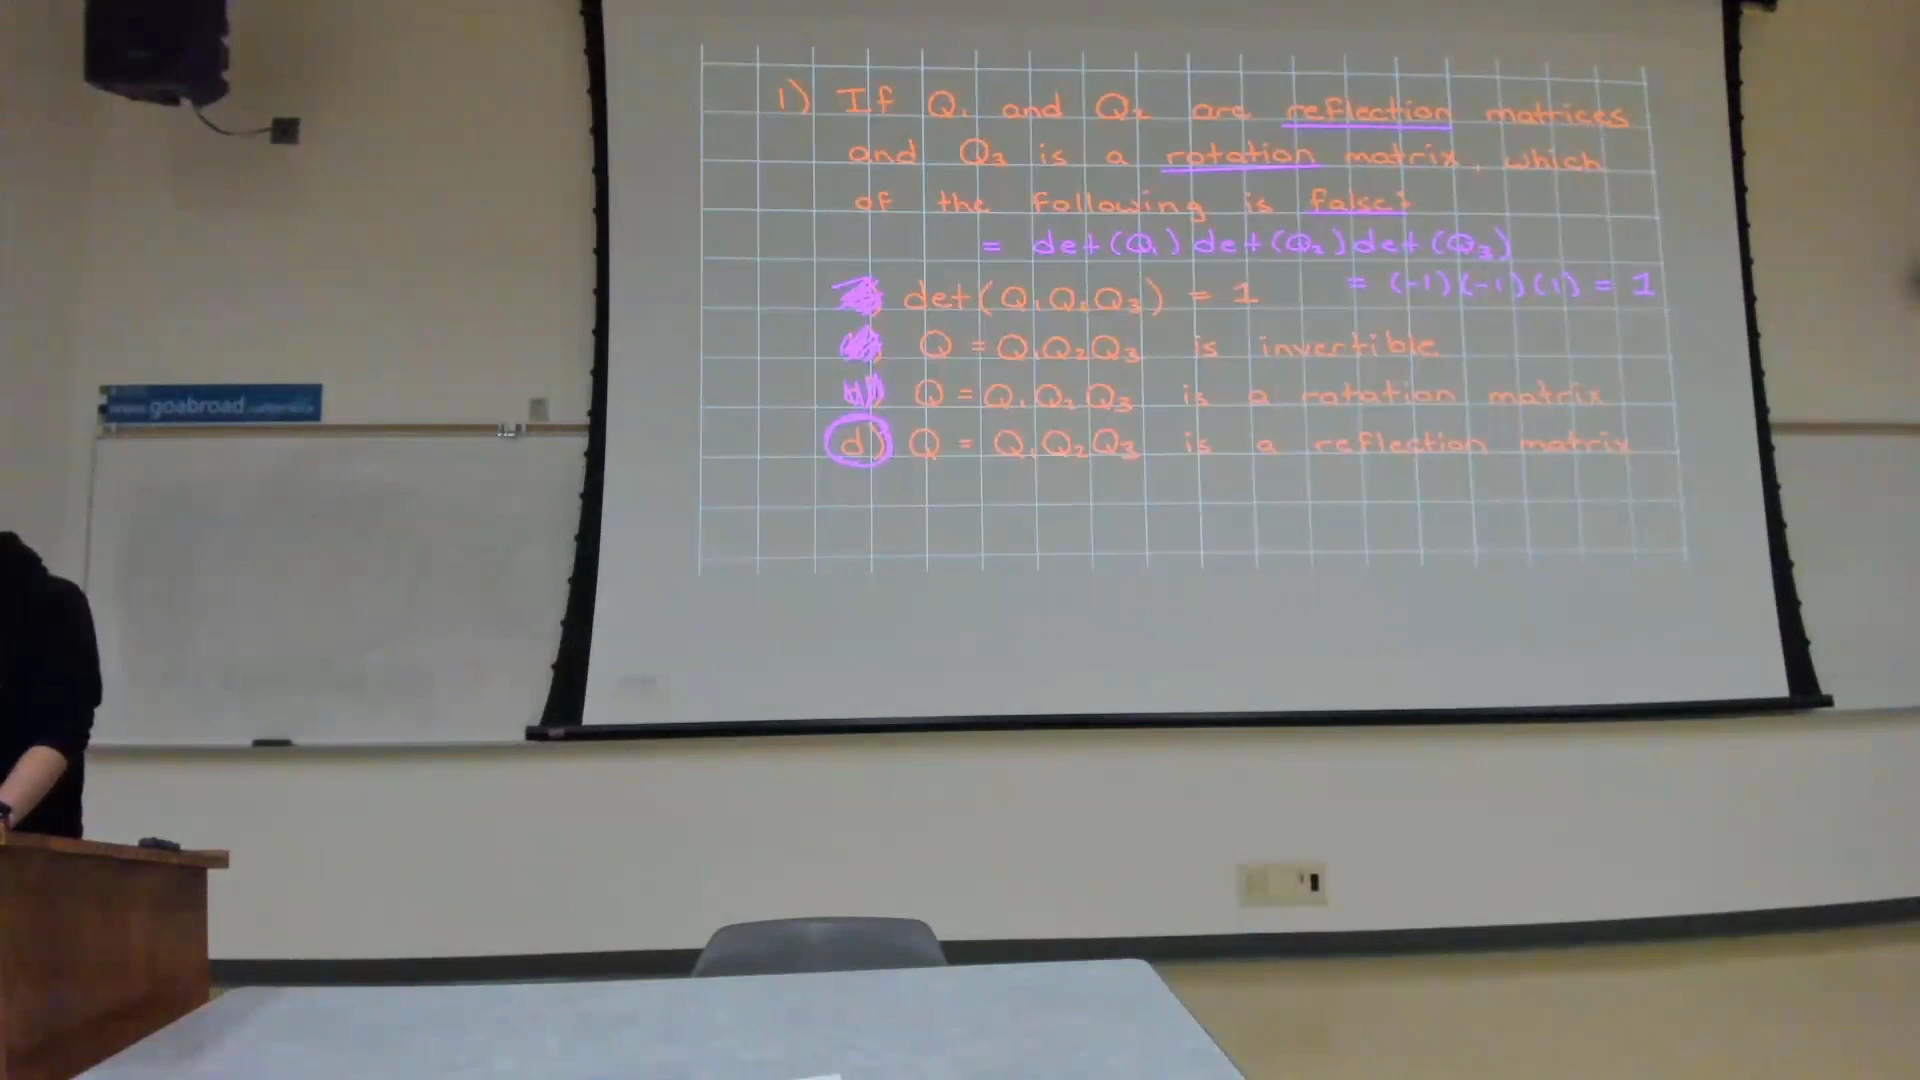 1) If Q₁ and Q₂ are reflection matrices
and Q₃ is a rotation matrix, which
of the following is false?
= det(Q₁)det(Q₂)det(Q₃)
det(Q₁Q₂Q₃) = 1 = (-1)(-1)(1) = 1
Q = Q₁Q₂Q₃ is invertible
Q = Q₁Q₂Q₃ is a rotation matrix
d) Q = Q₁Q₂Q₃ is a reflection matrix
goabroad